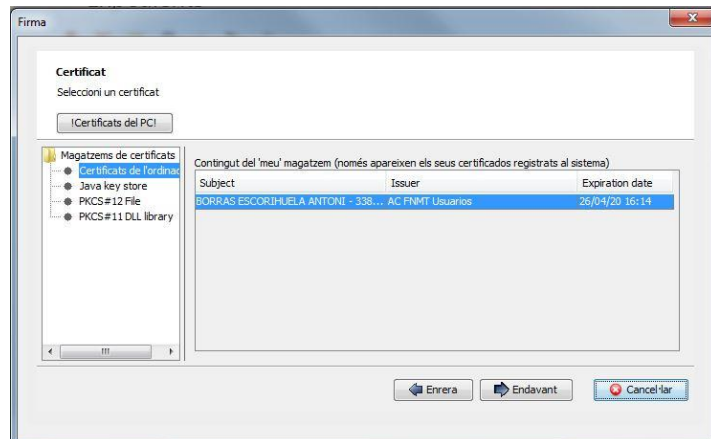 Firma
Certificat
Seleccioni un certificat
!Certificats del PC!
Magatzems de certificats
Certificats de l'ordinac
Java key store
PKCS#12 File
PKCS#11 DLL library
Contingut del 'meu' magatzem (només apareixen els seus certificados registrats al sistema)
Subject Issuer Expiration date
BORRAS ESCORIHUELA ANTONI - 338... AC FNMT Usuarios 26/04/20 16:14
Enrera Endavant Cancel·lar